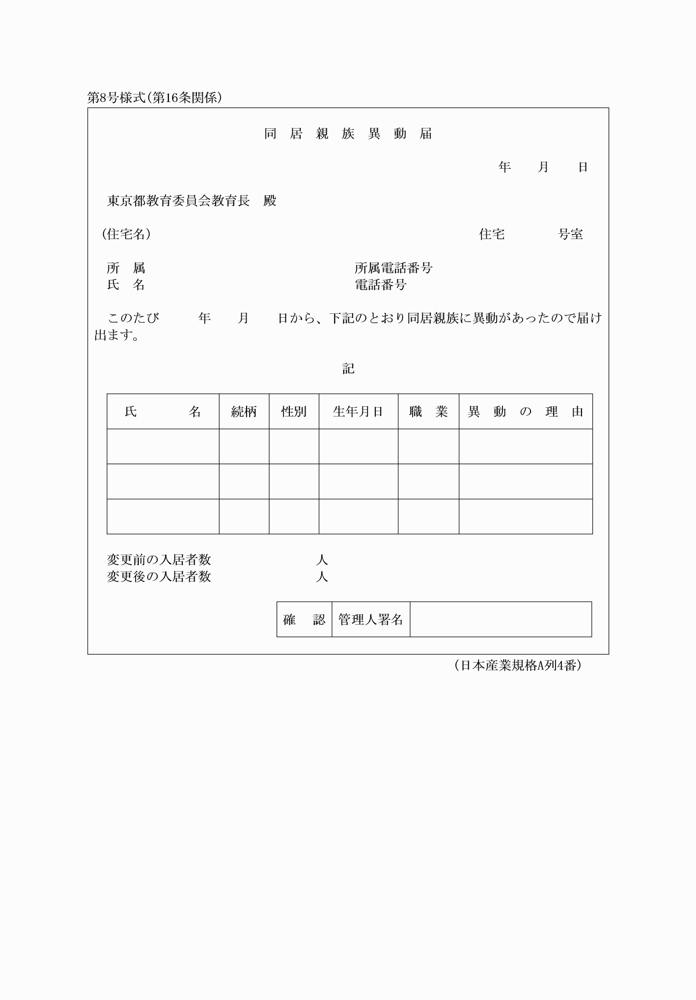 第8号様式(第16条関係)
同　居　親　族　異　動　届
年　　月　　日
東京都教育委員会教育長　殿
(住宅名)　　　　　　　　　　住宅　　　　号室
所　属　　　　　　　　　　所属電話番号
氏　名　　　　　　　　　　電話番号
このたび　　　年　　月　　日から、下記のとおり同居親族に異動があったので届け
出ます。
記
氏　　　　名　続柄　性別　生年月日　職　業　異　動　の　理　由
変更前の入居者数　　　　　　　　人
変更後の入居者数　　　　　　　　人
確　認　管理人署名
(日本産業規格A列4番)